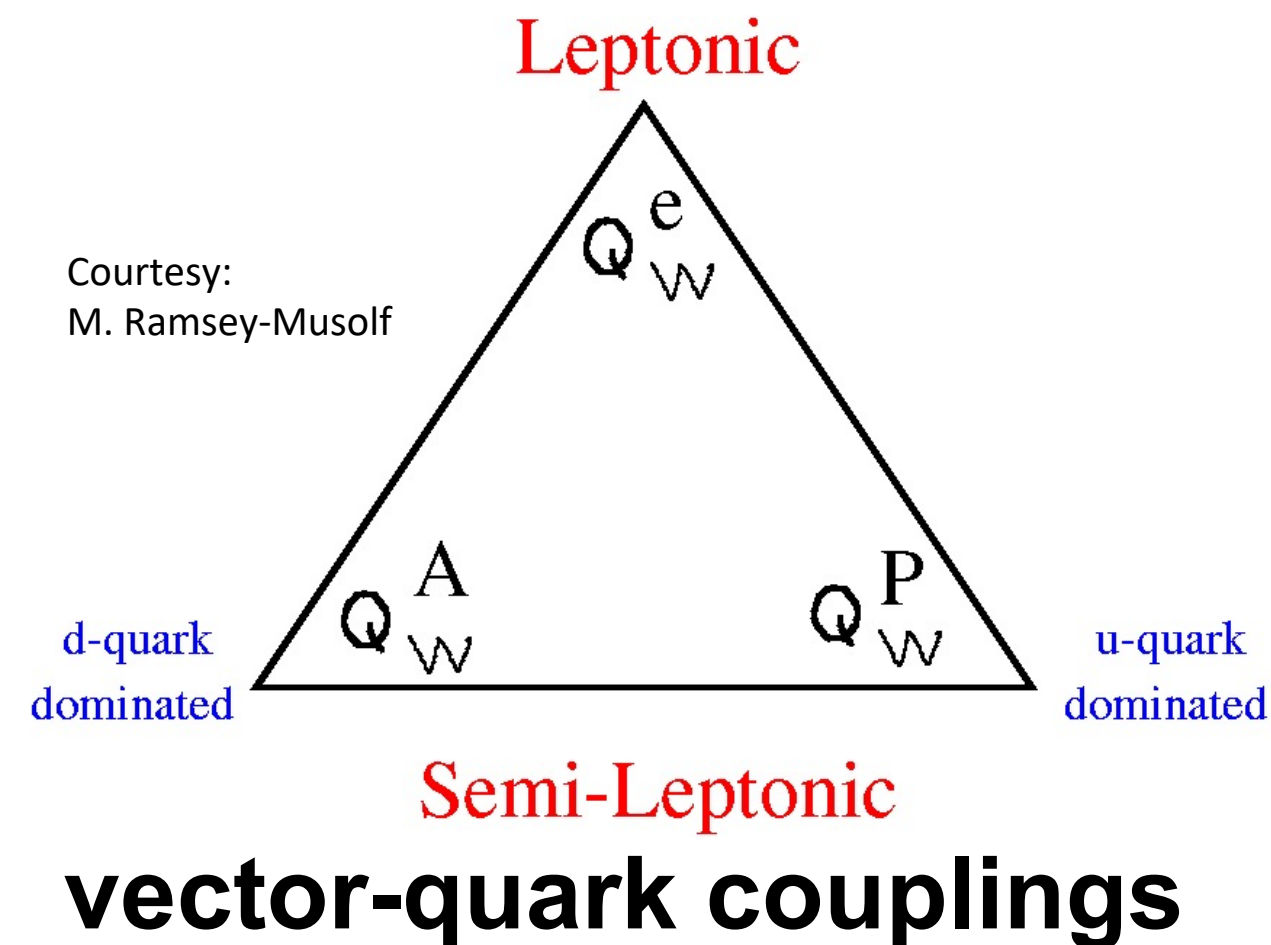 Leptonic
Q e W
Courtesy:
M. Ramsey-Musolf
Q A W
Q P W
d-quark
dominated
u-quark
dominated
Semi-Leptonic
vector-quark couplings